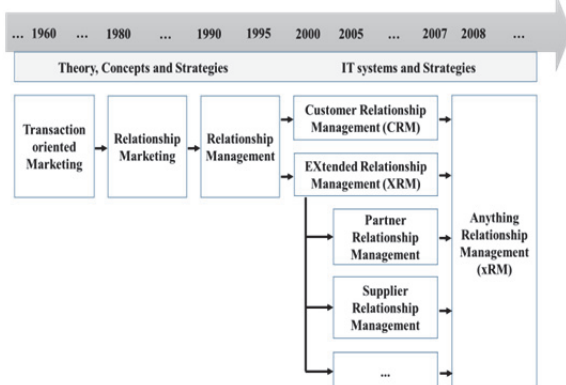 ... 1960 ... 1980 ... 1990 1995 2000 2005 ... 2007 2008 ...
Theory, Concepts and Strategies IT systems and Strategies
Transaction
oriented
Marketing
Relationship
Marketing
Relationship
Management
Customer Relationship
Management (CRM)
EXtended Relationship
Management (XRM)
Partner
Relationship
Management
Supplier
Relationship
Management
...
Anything
Relationship
Management
(xRM)